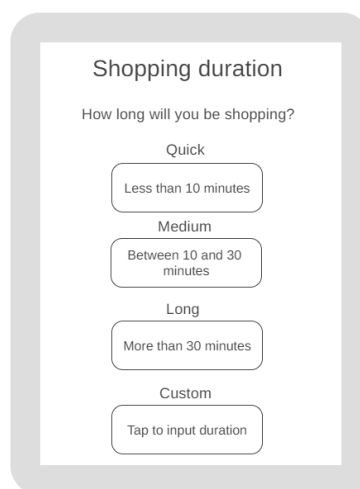 Shopping duration
How long will you be shopping?
Quick
Less than 10 minutes
Medium
Between 10 and 30
minutes
Long
More than 30 minutes
Custom
Tap to input duration